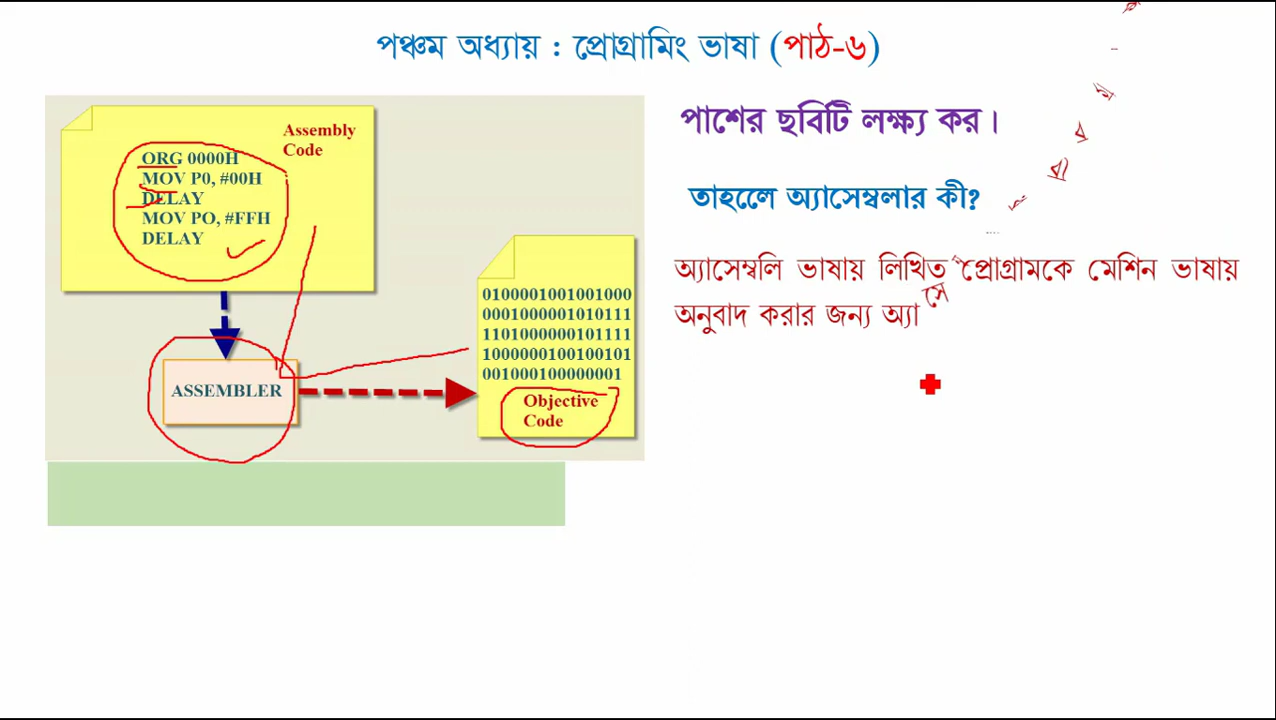 পঞ্চম অধ্যায় : প্রোগ্রামিং ভাষা (পাঠ-৬)
Assembly
Code
ORG 0000H
MOV P0, #00H
DELAY
MOV PO, #FFH
DELAY
ASSEMBLER
0100001001001000
0001000001010111
1101000000101111
1000000100100101
001000100000001
Objective
Code
পাশের ছবিটি লক্ষ্য কর।
তাহলে অ্যাসেম্বলার কী?
অ্যাসেম্বলি ভাষায় লিখিত প্রোগ্রামকে মেশিন ভাষায়
অনুবাদ করার জন্য অ্যাসে